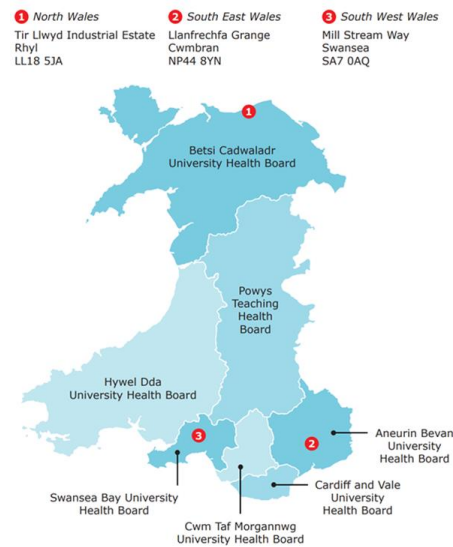 1 North Wales
Tir Llwyd Industrial Estate
Rhyl
LL18 5JA
2 South East Wales
Llanfrechfa Grange
Cwmbran
NP44 8YN
3 South West Wales
Mill Stream Way
Swansea
SA7 0AQ
1
Betsi Cadwaladr
University Health Board
Powys
Teaching
Health
Board
Hywel Dda
University Health Board
3
2
Aneurin Bevan
University
Health Board
Swansea Bay University
Health Board
Cardiff and Vale
University
Health Board
Cwm Taf Morgannwg
University Health Board